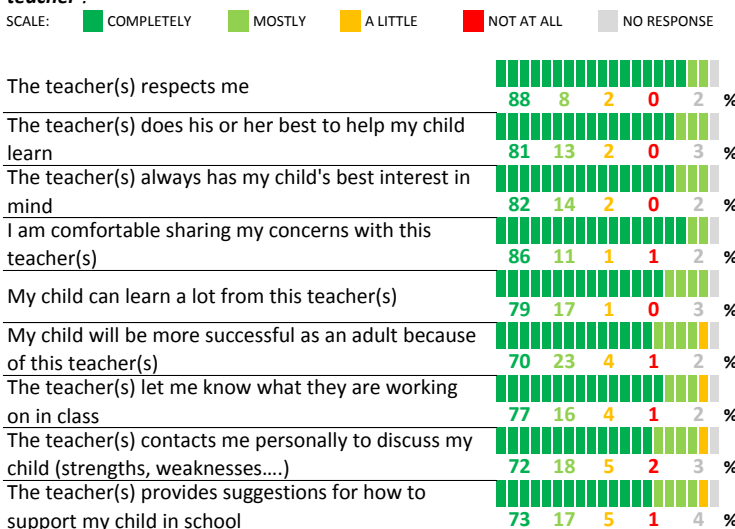 teacher :
SCALE: COMPLETELY MOSTLY A LITTLE NOT AT ALL NO RESPONSE
The teacher(s) respects me
88 8 2 0 2 %
The teacher(s) does his or her best to help my child
learn
81 13 2 0 3 %
The teacher(s) always has my child's best interest in
mind
82 14 2 0 2 %
I am comfortable sharing my concerns with this
teacher(s)
86 11 1 1 2 %
My child can learn a lot from this teacher(s)
79 17 1 0 3 %
My child will be more successful as an adult because
of this teacher(s)
70 23 4 1 2 %
The teacher(s) let me know what they are working
on in class
77 16 4 1 2 %
The teacher(s) contacts me personally to discuss my
child (strengths, weaknesses....)
72 18 5 2 3 %
The teacher(s) provides suggestions for how to
support my child in school
73 17 5 1 4 %